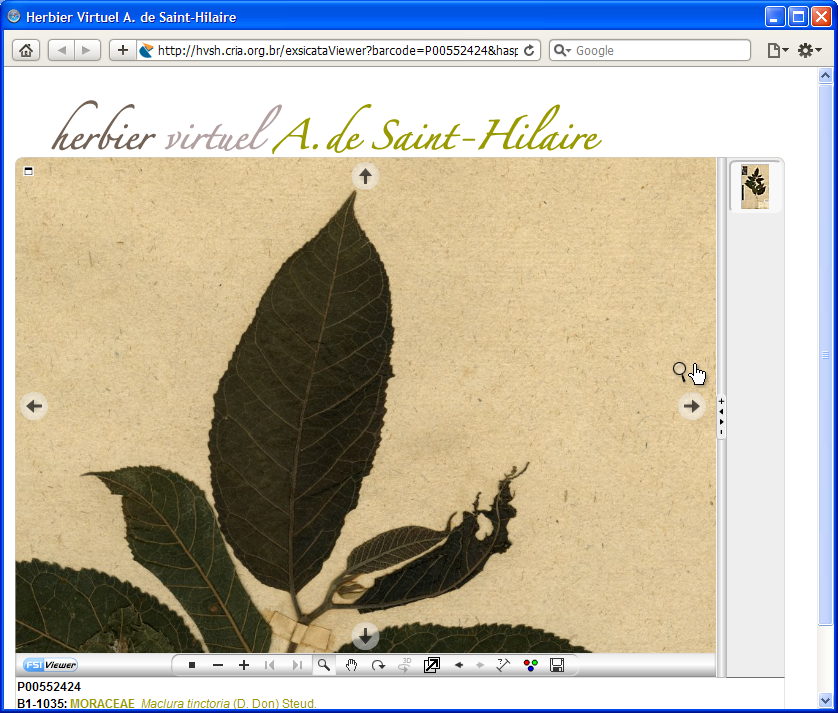 Herbier Virtuel A. de Saint-Hilaire
http://hvsh.cria.org.br/exsicataViewer?barcode=P00552424&hasp
Google
herbier virtuel A. de Saint-Hilaire
FSI Viewer
3D
P00552424
B1-1035: MORACEAE Maclura tinctoria (D. Don) Steud.